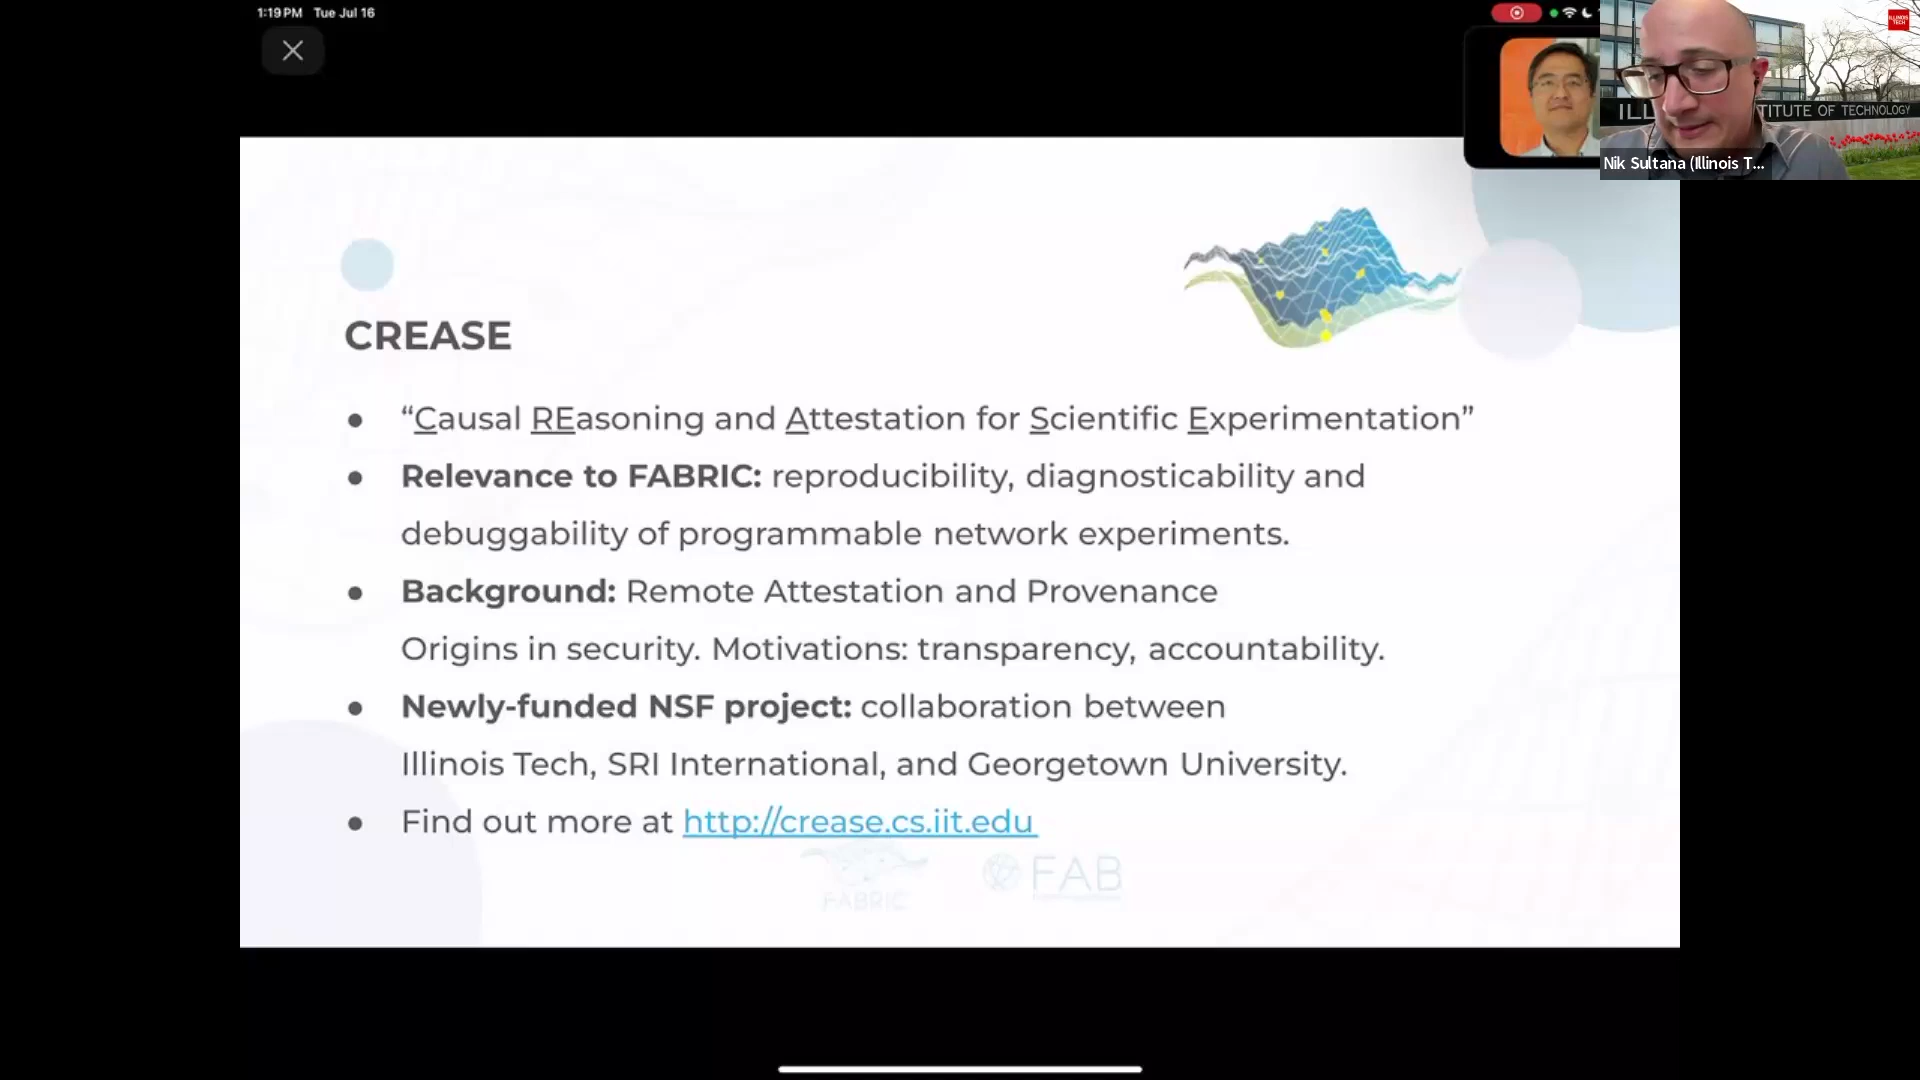 1:19 PM Tue Jul 16
ILLINOIS TECH
ILL TITUTE OF TECHNOLOGY
Nik Sultana (Illinois T...
CREASE
● “Causal REasoning and Attestation for Scientific Experimentation”
● Relevance to FABRIC: reproducibility, diagnosticability and
debuggability of programmable network experiments.
● Background: Remote Attestation and Provenance
Origins in security. Motivations: transparency, accountability.
● Newly-funded NSF project: collaboration between
Illinois Tech, SRI International, and Georgetown University.
● Find out more at http://crease.cs.iit.edu
FABRIC FAB